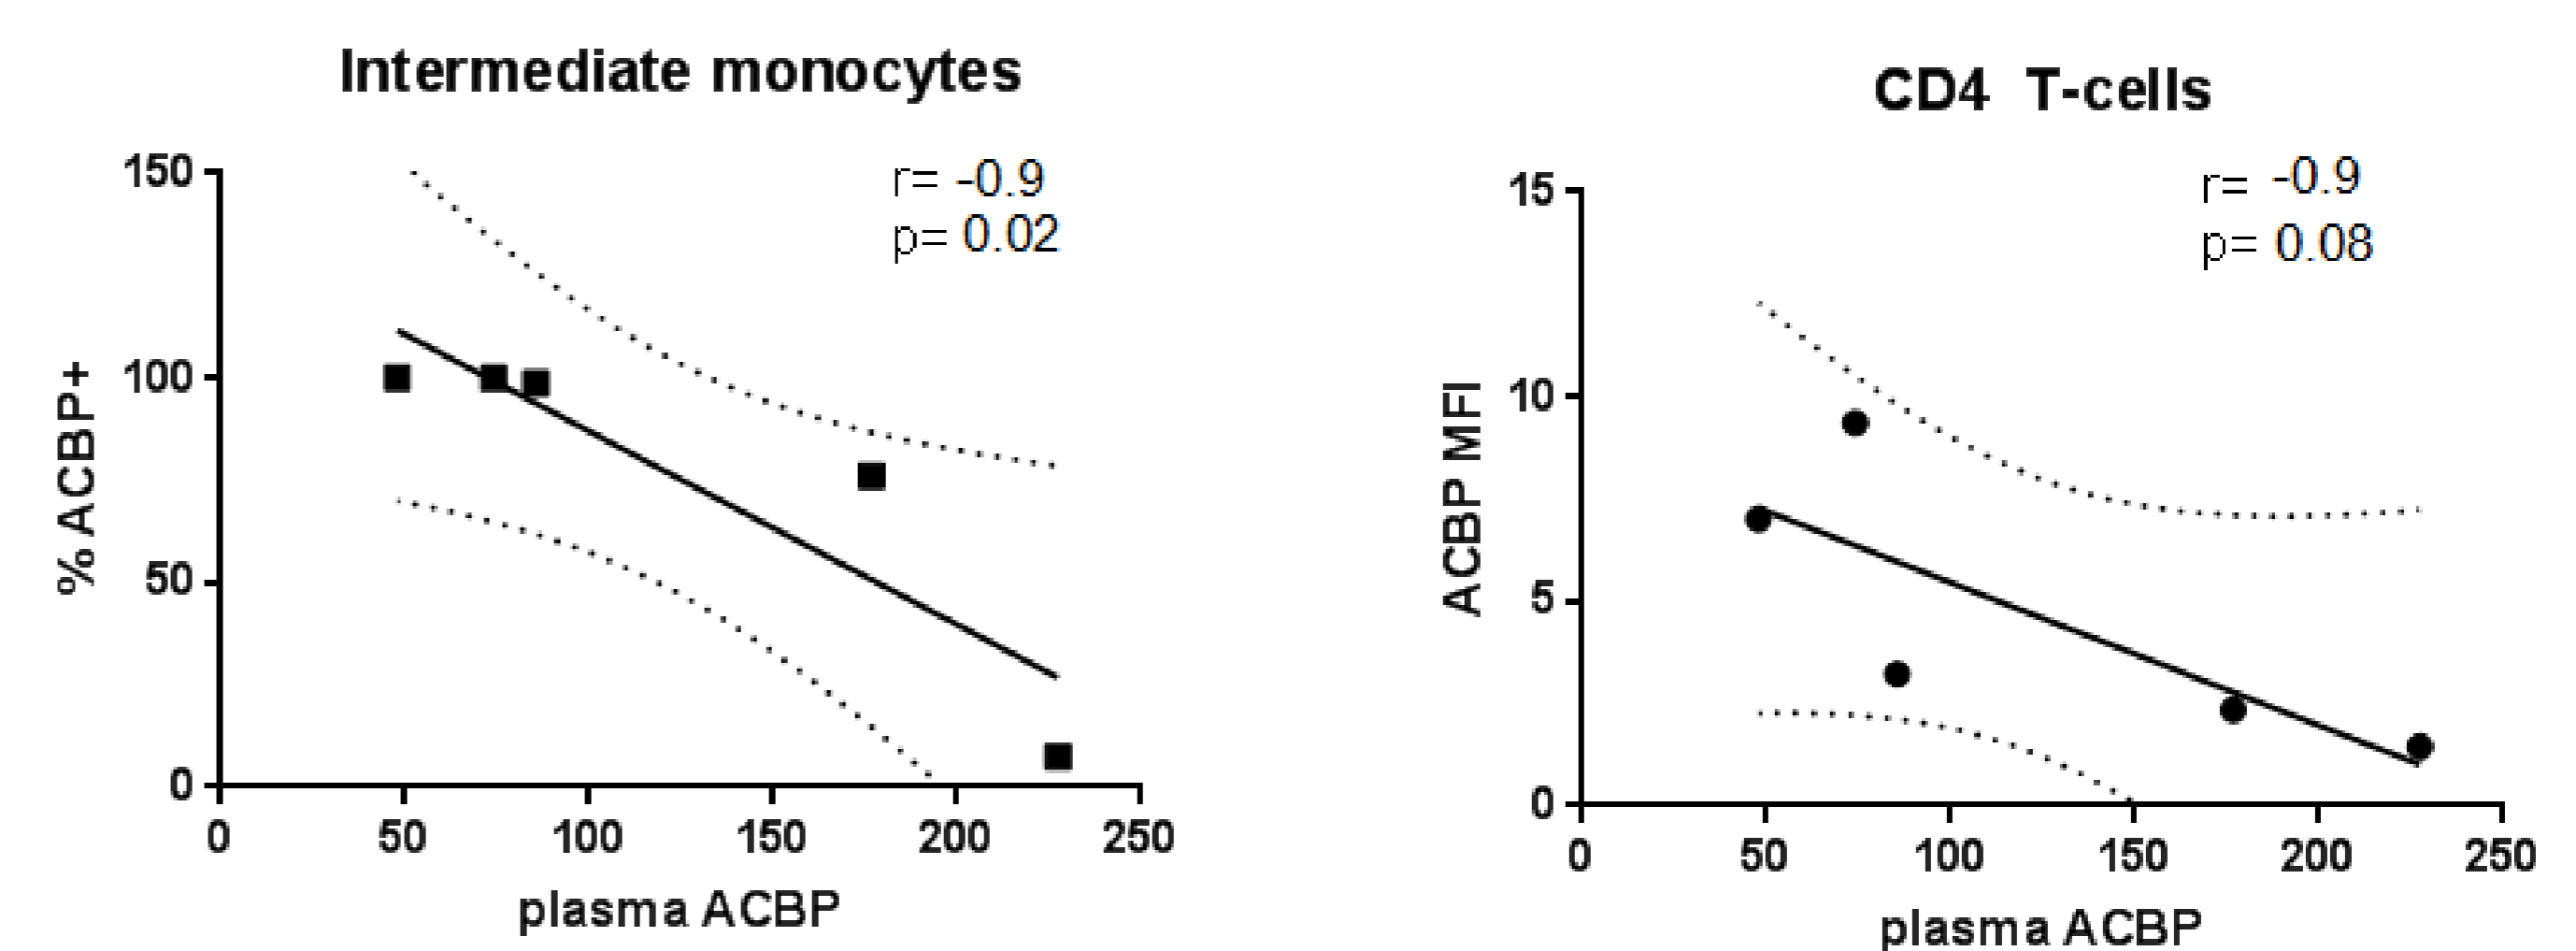 Intermediate monocytes
r= -0.9
p= 0.02
% ACBP+
150
100
50
0
0 50 100 150 200 250
plasma ACBP
CD4 T-cells
r= -0.9
p= 0.08
ACBP MFI
15
10
5
0
0 50 100 150 200 250
plasma ACBP